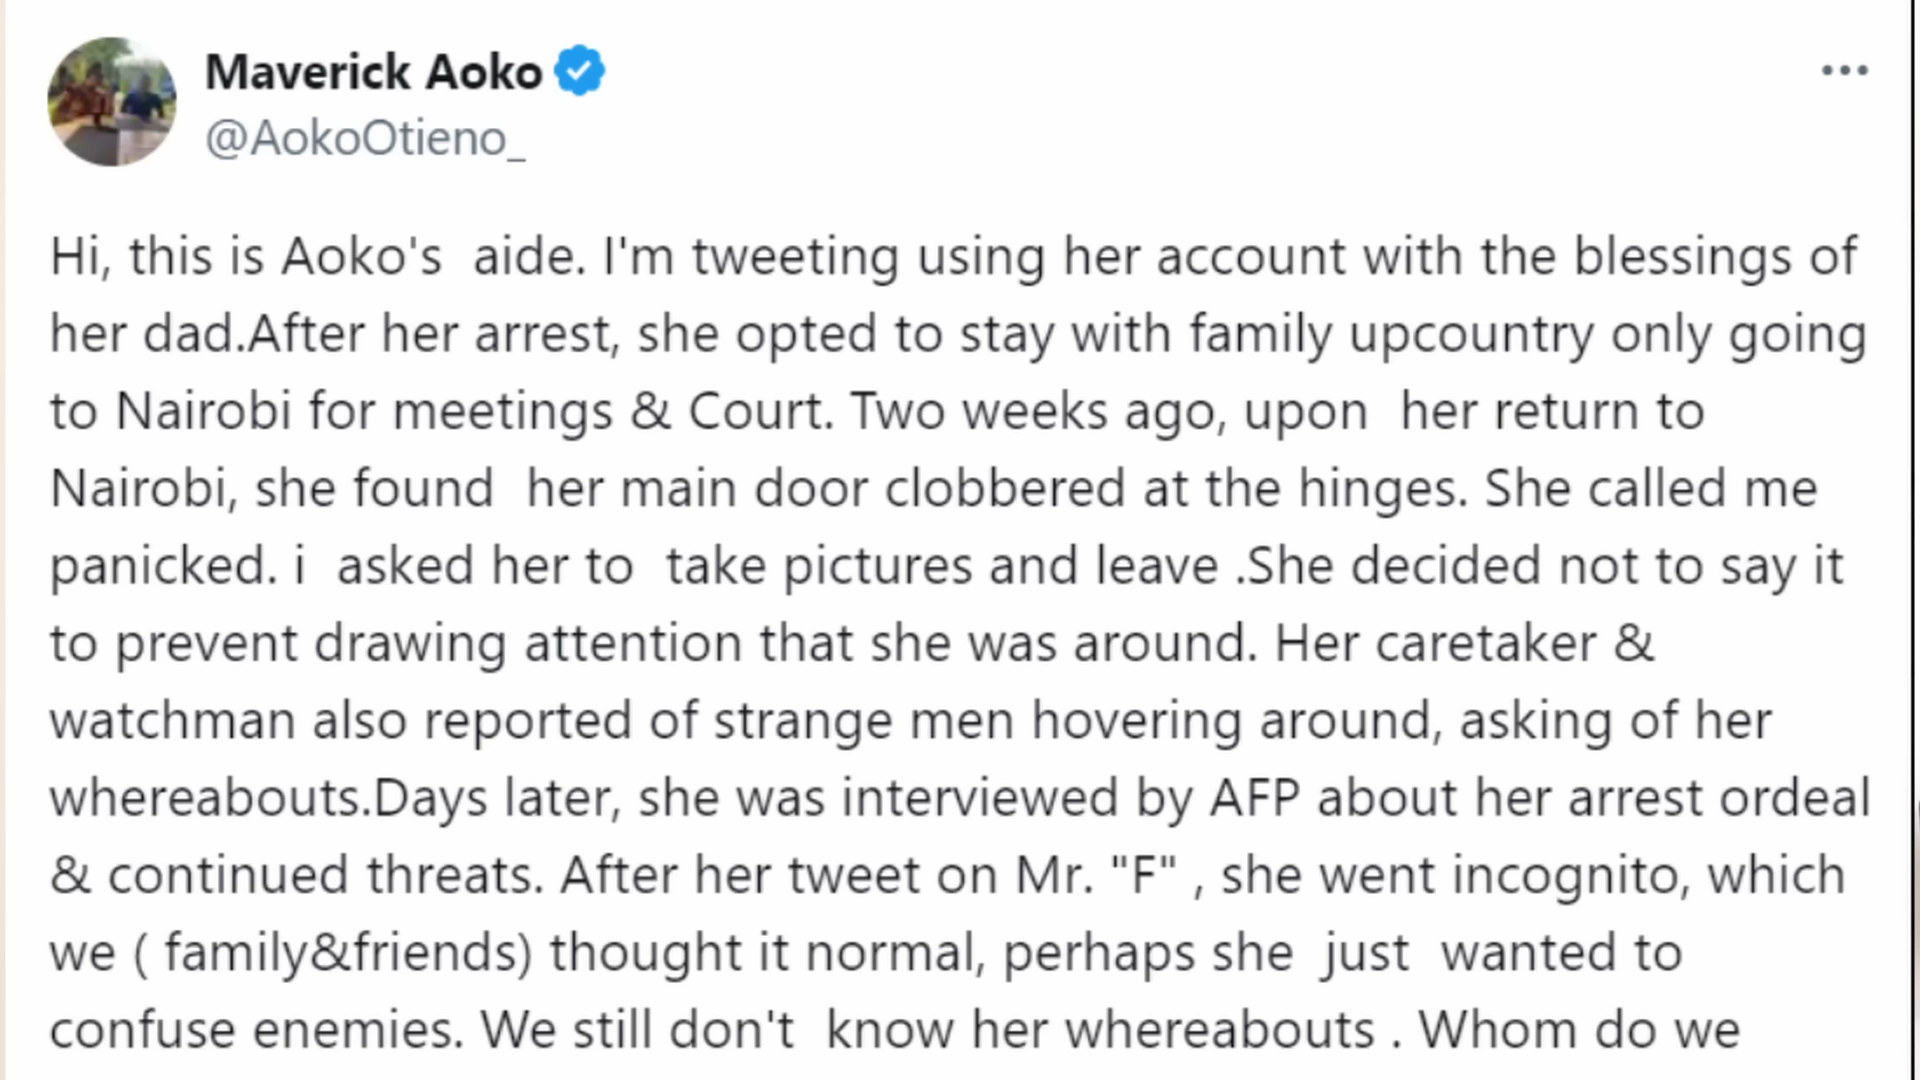 Maverick Aoko
@AokoOtieno_
Hi, this is Aoko's  aide. I'm tweeting using her account with the blessings of
her dad.After her arrest, she opted to stay with family upcountry only going
to Nairobi for meetings & Court. Two weeks ago, upon  her return to
Nairobi, she found  her main door clobbered at the hinges. She called me
panicked. i  asked her to  take pictures and leave .She decided not to say it
to prevent drawing attention that she was around. Her caretaker &
watchman also reported of strange men hovering around, asking of her
whereabouts.Days later, she was interviewed by AFP about her arrest ordeal
& continued threats. After her tweet on Mr. "F" , she went incognito, which
we ( family&friends) thought it normal, perhaps she  just  wanted to
confuse enemies. We still don't  know her whereabouts . Whom do we